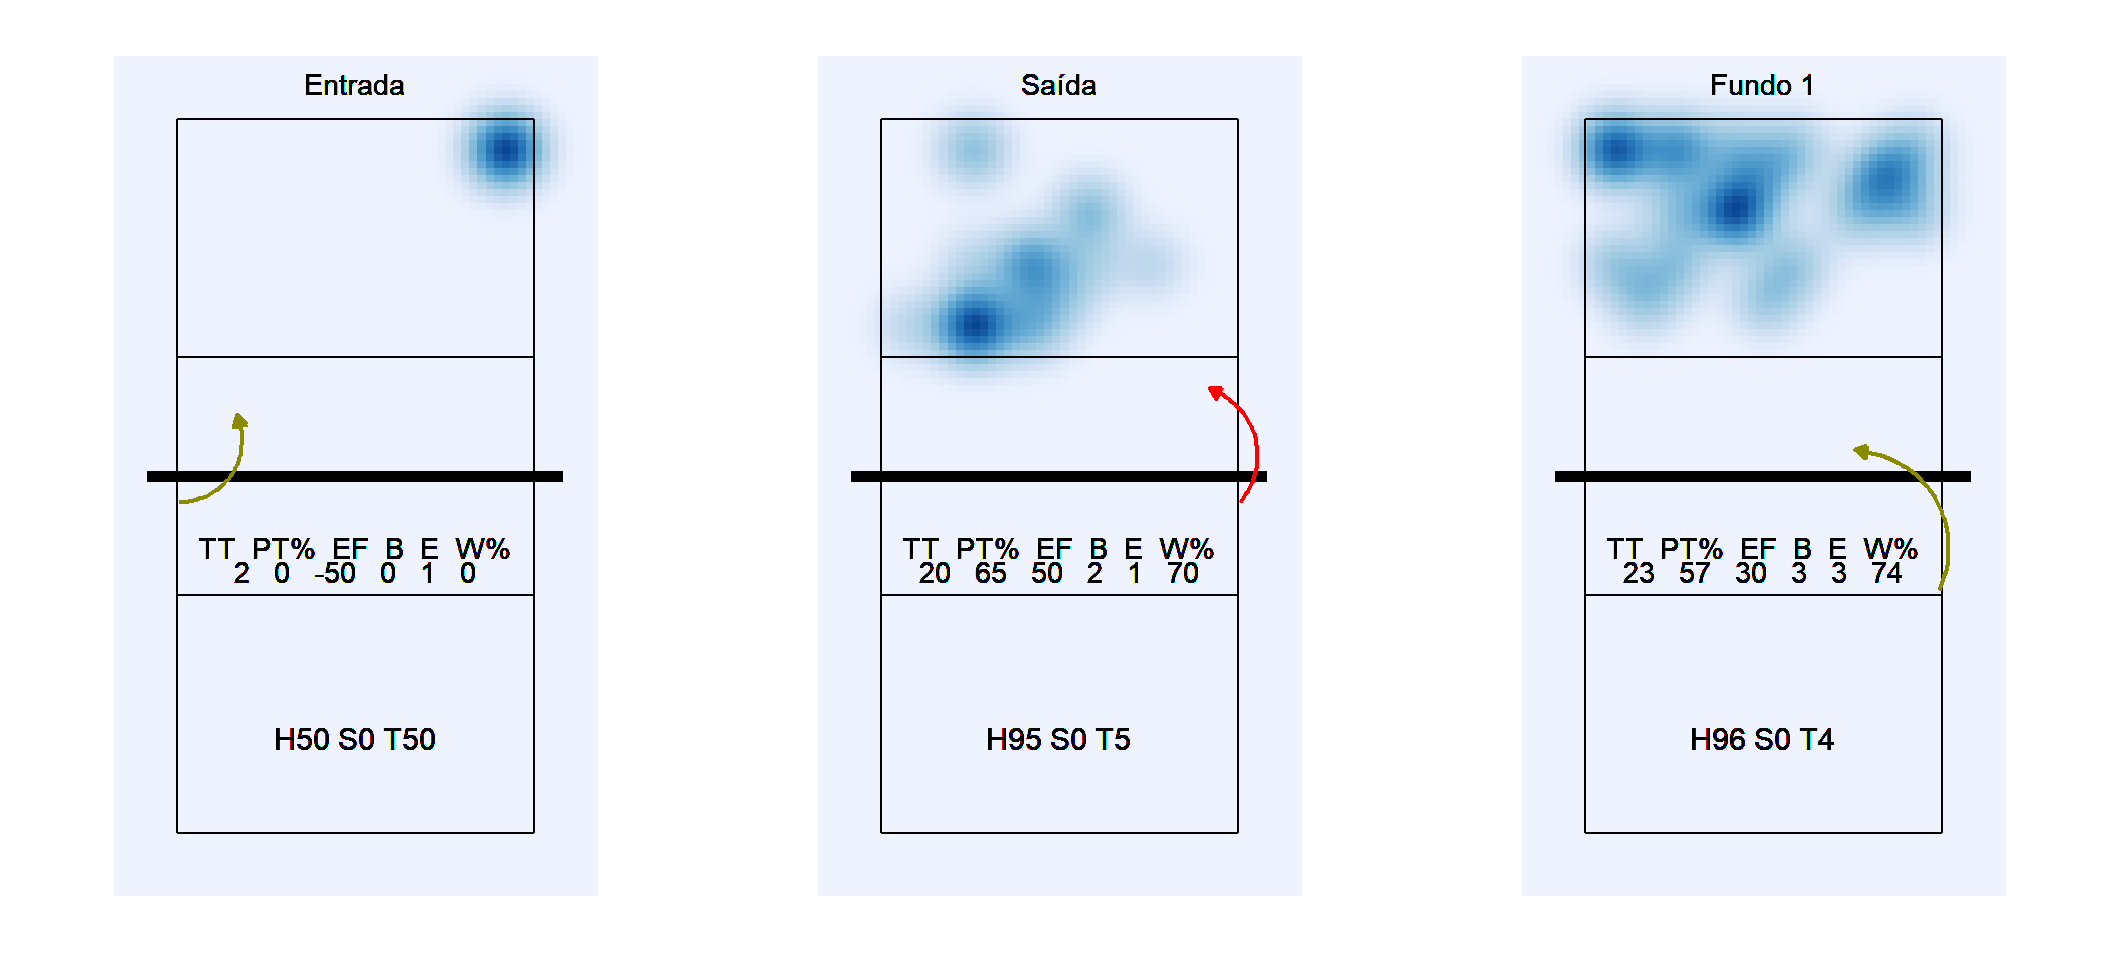 Entrada
TT PT% EF B E W%
2 0 -50 0 1 0
H50 S0 T50
Saída
TT PT% EF B E W%
20 65 50 2 1 70
H95 S0 T5
Fundo 1
TT PT% EF B E W%
23 57 30 3 3 74
H96 S0 T4